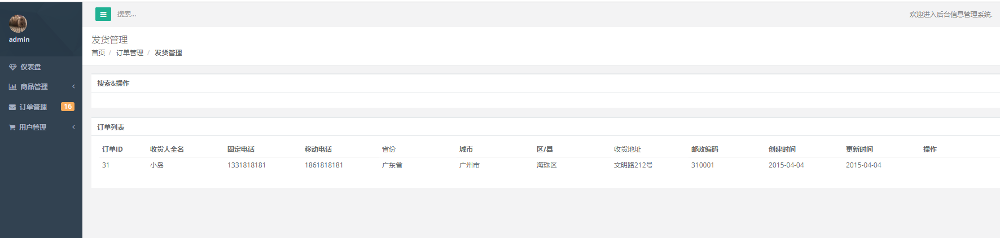 admin
仪表盘
商品管理
订单管理 16
用户管理
搜索...
欢迎进入后台信息管理系统.
发货管理
首页 / 订单管理 / 发货管理
搜索&操作
订单列表
订单ID 收货人全名 固定电话 移动电话 省份 城市 区/县 收货地址 邮政编码 创建时间 更新时间 操作
31 小岛 1331818181 1861818181 广东省 广州市 海珠区 文明路212号 310001 2015-04-04 2015-04-04